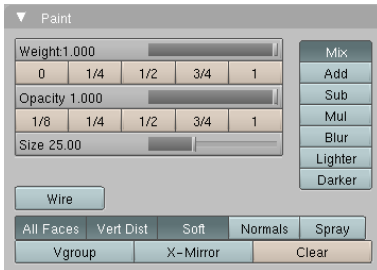 Paint
Weight:1.000
Mix
0 1/4 1/2 3/4 1
Add
Opacity 1.000
Sub
1/8 1/4 1/2 3/4 1
Mul
Size 25.00
Blur
Lighter
Darker
Wire
All Faces Vert Dist Soft Normals Spray
Vgroup X-Mirror Clear